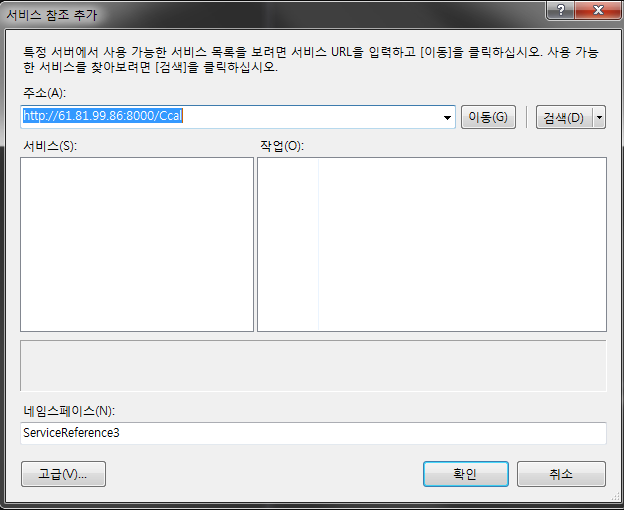 서비스 참조 추가
특정 서버에서 사용 가능한 서비스 목록을 보려면 서비스 URL을 입력하고 [이동]을 클릭하십시오. 사용 가능
한 서비스를 찾아보려면 [검색]을 클릭하십시오.
주소(A):
http://61.81.99.86:8000/Ccal 이동(G) 검색(D)
서비스(S): 작업(O):
네임스페이스(N):
ServiceReference3
고급(V)... 확인 취소